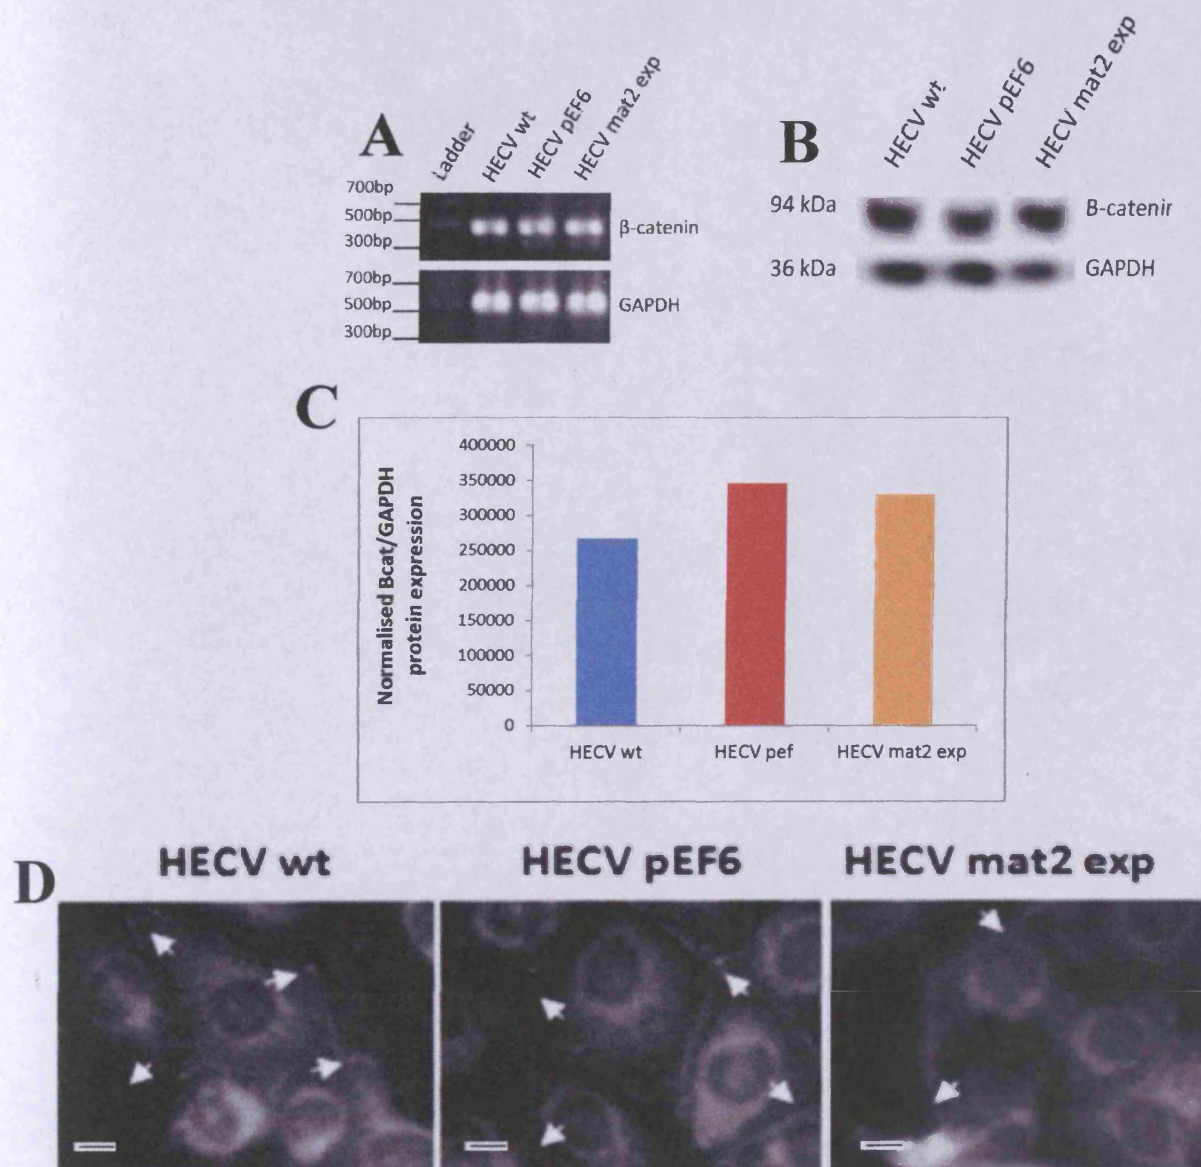 A
Ladder
HECV wt
HECV pEF6
HECV mat2 exp
700bp
500bp
300bp
β-catenin
700bp
500bp
300bp
GAPDH
B
HECV wt
HECV pEF6
HECV mat2 exp
94 kDa
B-catenir
36 kDa
GAPDH
C
Normalised Bcat/GAPDH
protein expression
400000
350000
300000
250000
200000
150000
100000
50000
0
HECV wt
HECV pef
HECV mat2 exp
D
HECV wt
HECV pEF6
HECV mat2 exp